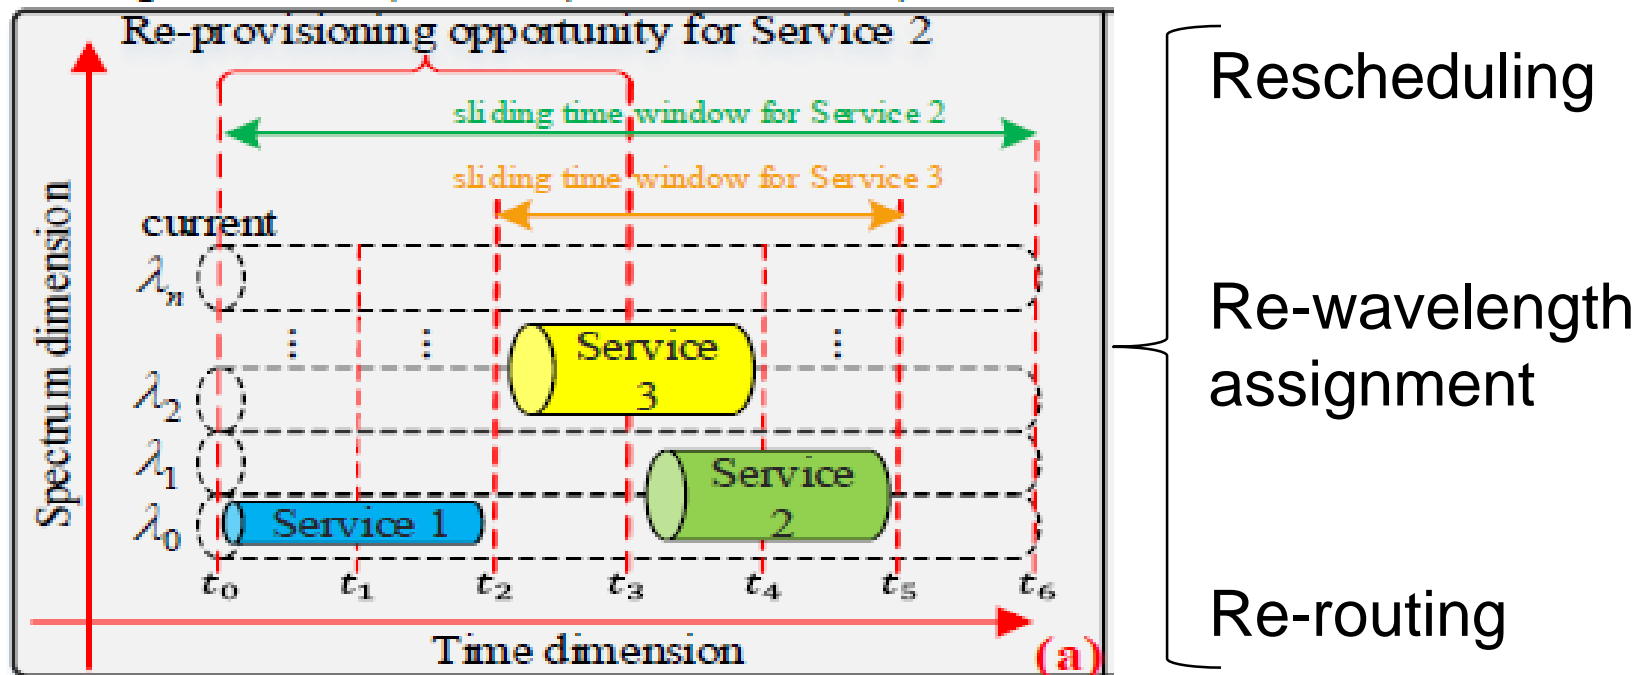 Re-provisioning opportunity for Service 2
sliding time window for Service 2
sliding time window for Service 3
current
λn
⋮ ⋮ ⋮
Service
3
λ2
λ1
Service
2
λ0
Service 1
t0 t1 t2 t3 t4 t5 t6
Spectrum dimension
Time dimension
(a)
Rescheduling
Re-wavelength
assignment
Re-routing